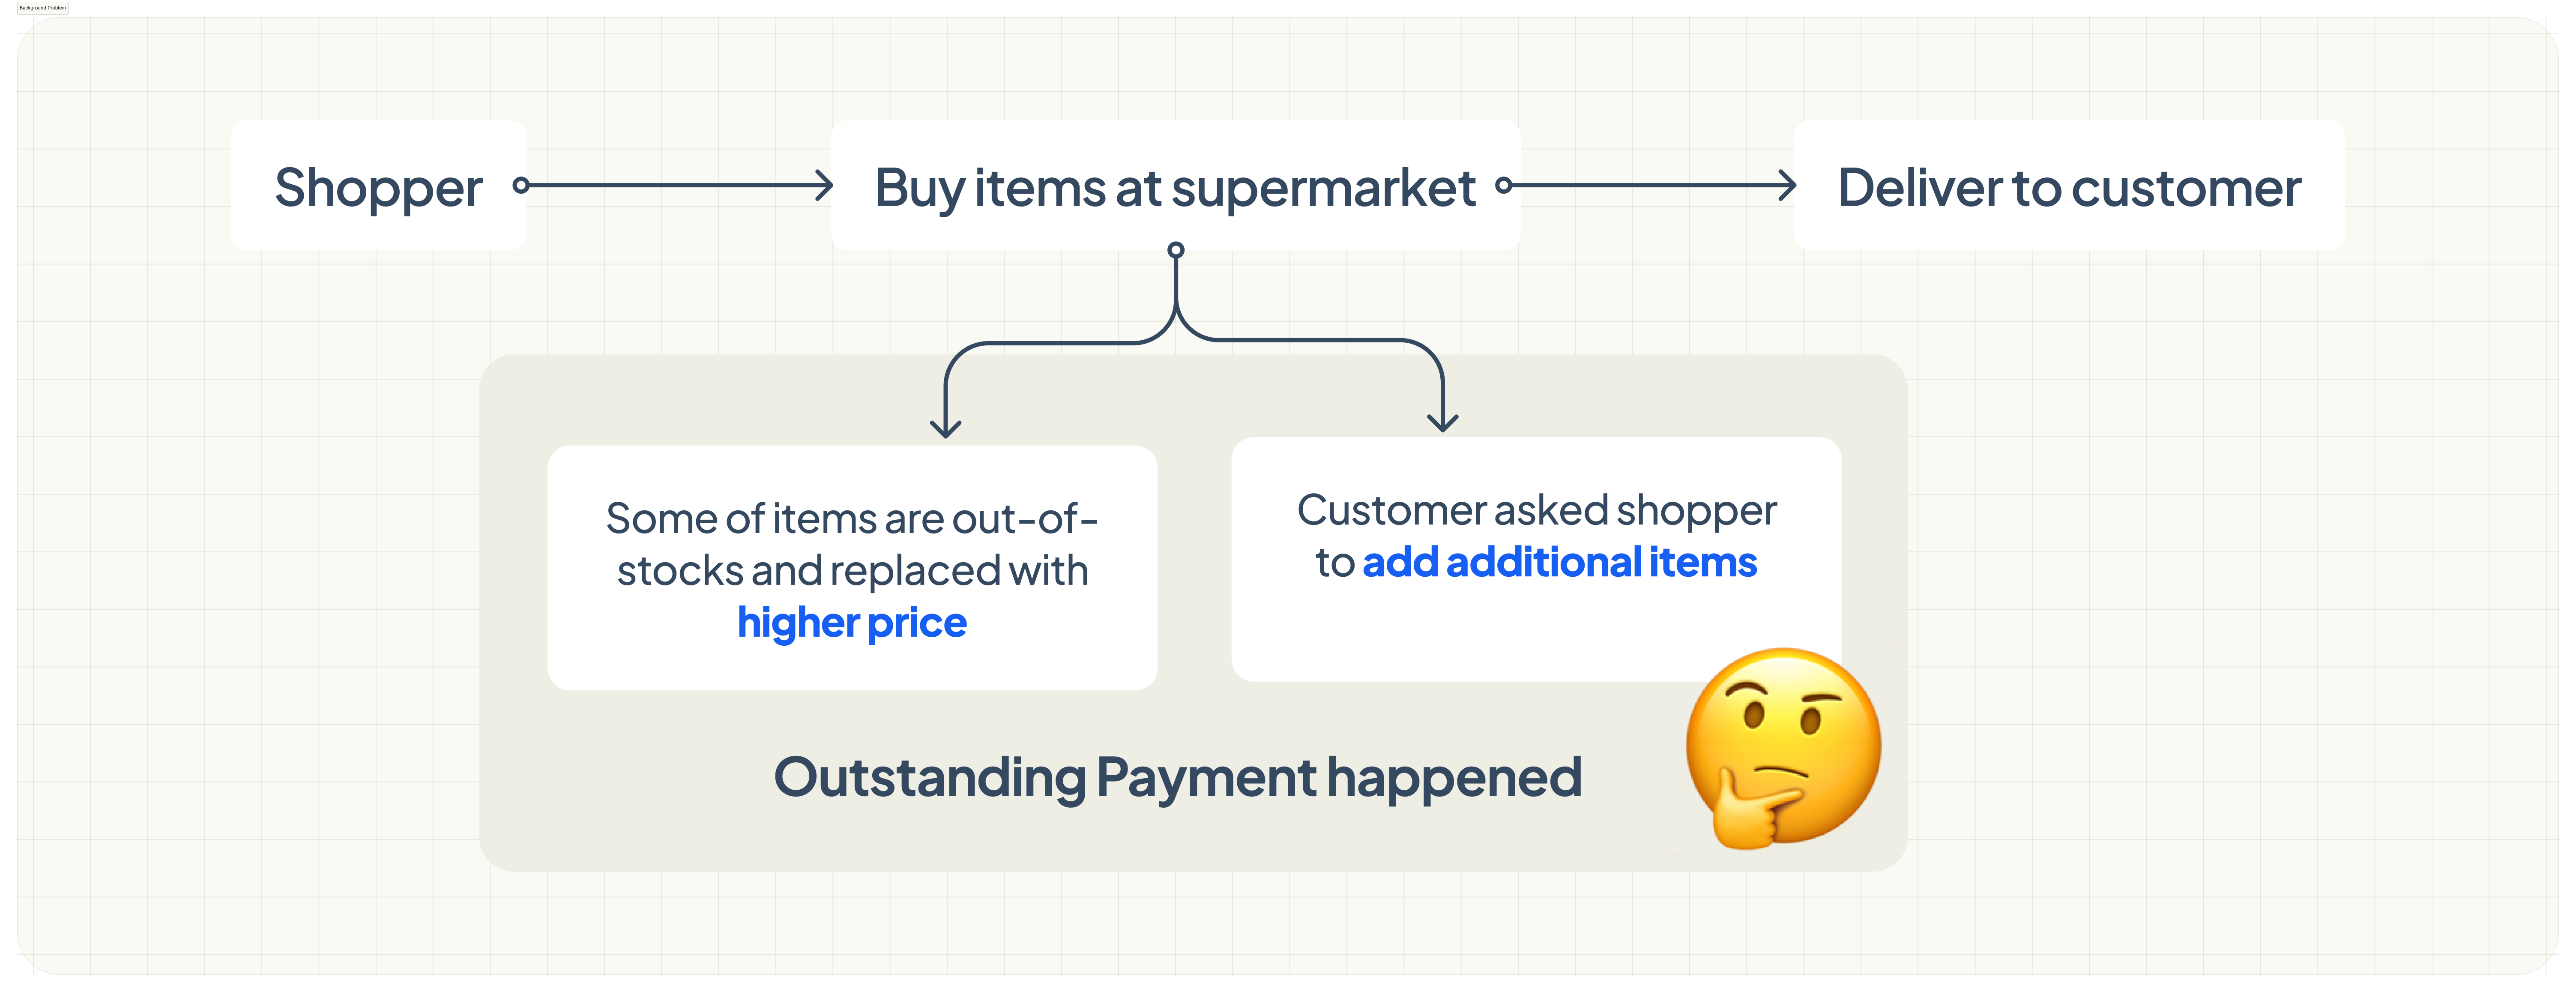 Background Problem
Shopper
Buy items at supermarket
Deliver to customer
Some of items are out-of-
stocks and replaced with
higher price
Customer asked shopper
to add additional items
Outstanding Payment happened